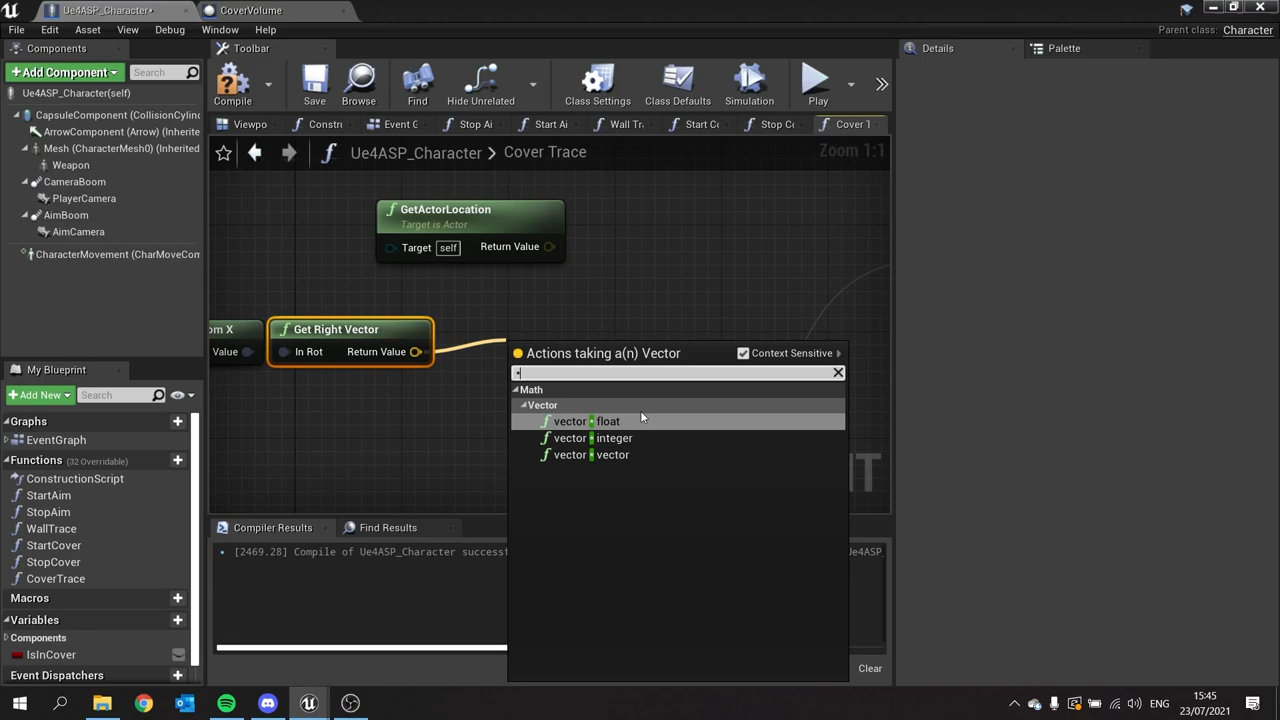 Ue4ASP_Character•
CoverVolume
File Edit Asset View Debug Window Help
Parent class: Character
Components
Toolbar
Details
Palette
+Add Component
Search
Ue4ASP_Character(self)
CapsuleComponent (CollisionCylin
ArrowComponent (Arrow) (Inherite
Mesh (CharacterMesh0) (Inherited
Weapon
CameraBoom
PlayerCamera
AimBoom
AimCamera
CharacterMovement (CharMoveCom
Compile
Save
Browse
Find
Hide Unrelated
Class Settings
Class Defaults
Simulation
Play
Viewpo
Constru
Event G
Stop Ai
Start Ai
Wall Tr
Start Co
Stop Co
Cover T
Ue4ASP_Character > Cover Trace
Zoom 1:1
GetActorLocation
Target is Actor
Target self
Return Value
om X
Value
Get Right Vector
In Rot
Return Value
Actions taking a(n) Vector
Context Sensitive
Math
Vector
vector * float
vector * integer
vector * vector
NT
My Blueprint
+Add New
Search
Graphs
EventGraph
Functions (32 Overridable)
ConstructionScript
StartAim
StopAim
WallTrace
StartCover
StopCover
CoverTrace
Macros
Variables
Components
IsInCover
Event Dispatchers
Compiler Results
Find Results
• [2469.28] Compile of Ue4ASP_Character successf
Ue4ASP_
Clear
ENG
15:45
23/07/2021